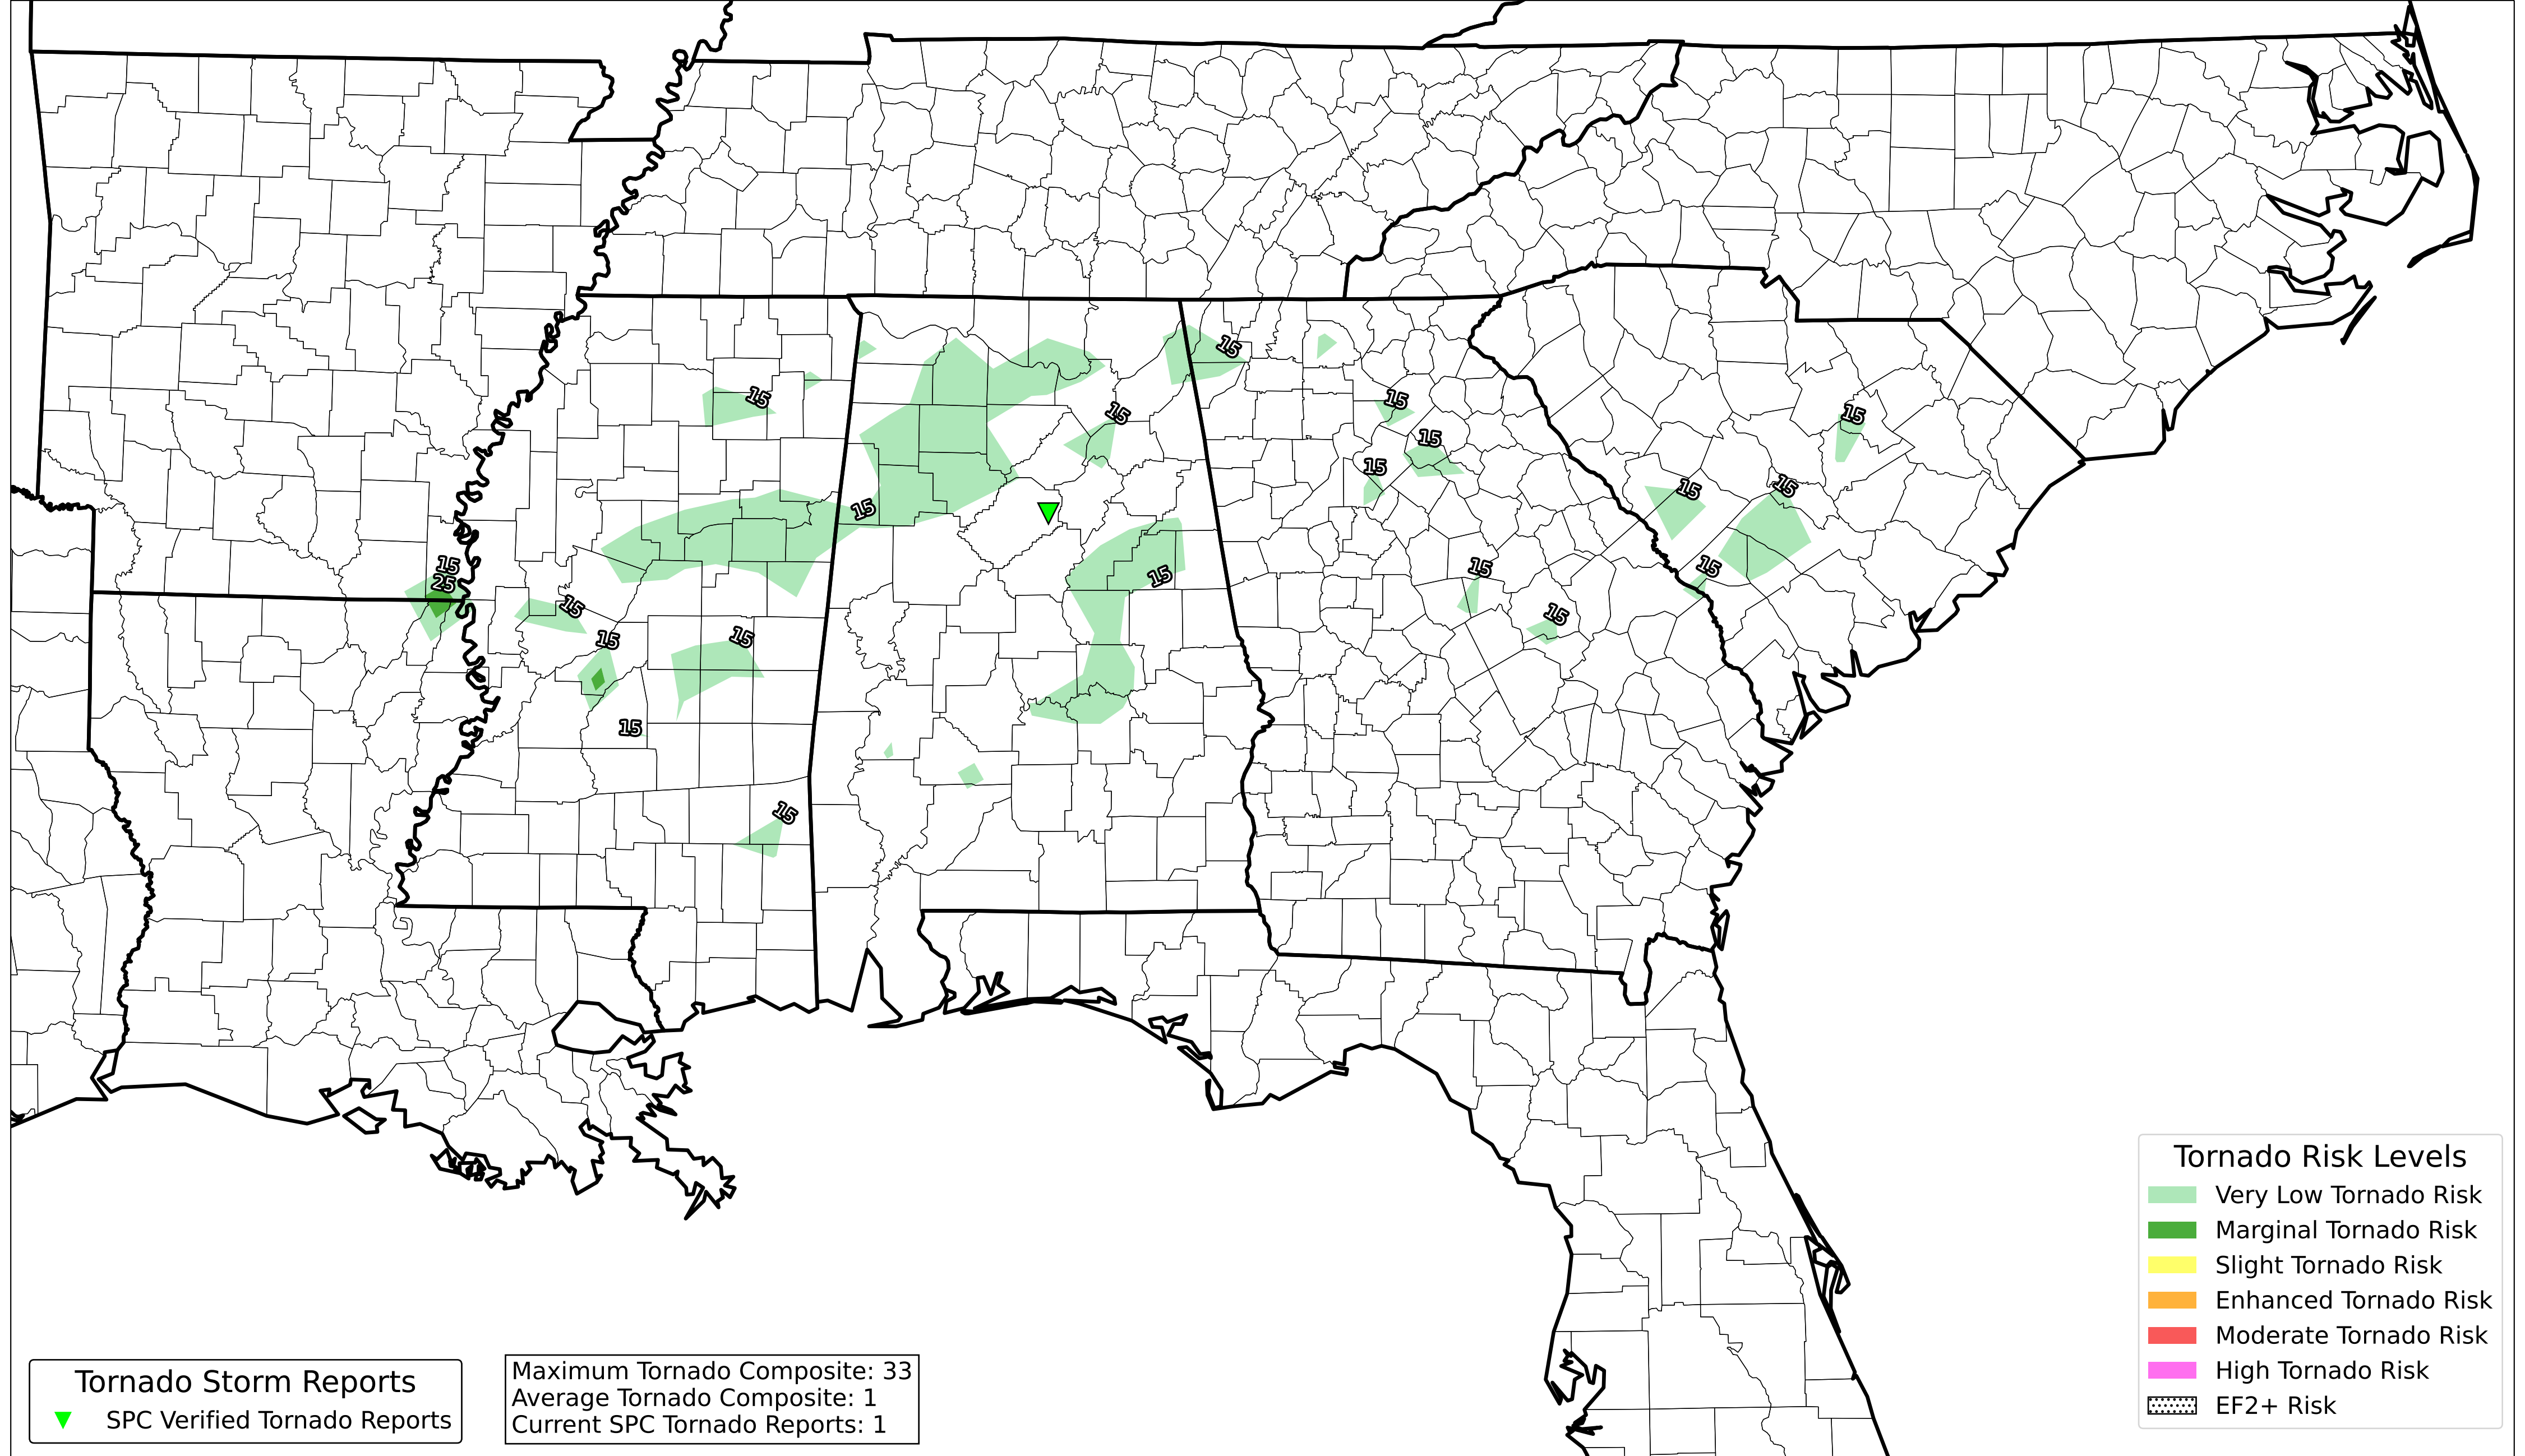 15
15
15
15
15
15
15
15
15
15
15
15
25
15
15
15
15
15
15
15
15
15
Tornado Risk Levels
Very Low Tornado Risk
Marginal Tornado Risk
Slight Tornado Risk
Enhanced Tornado Risk
Moderate Tornado Risk
High Tornado Risk
EF2+ Risk
Tornado Storm Reports
SPC Verified Tornado Reports
Maximum Tornado Composite: 33
Average Tornado Composite: 1
Current SPC Tornado Reports: 1